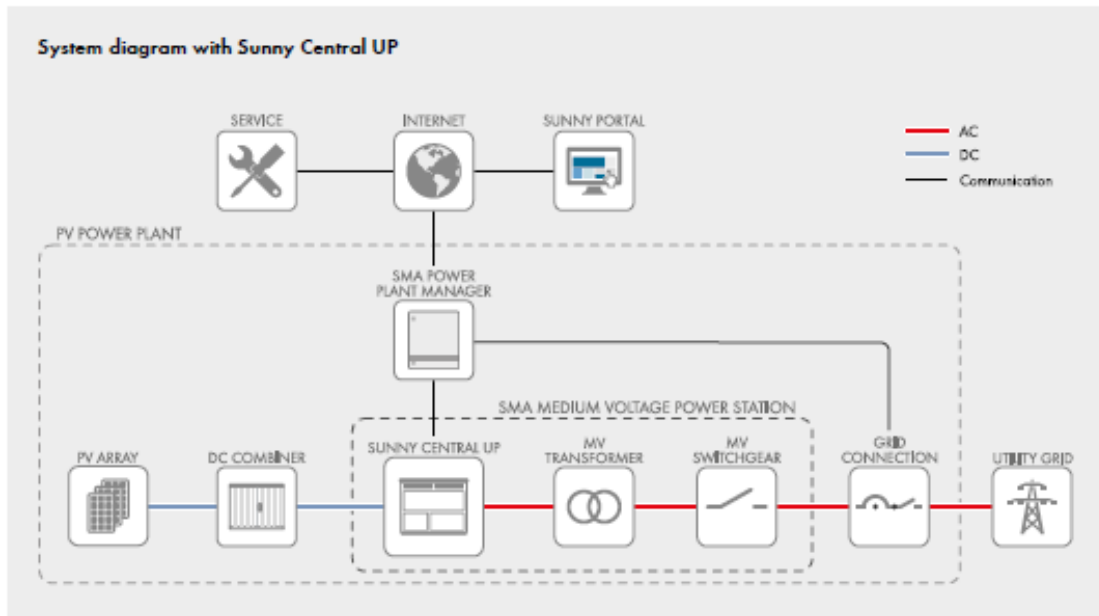 System diagram with Sunny Central UP
SERVICE
INTERNET
SUNNY PORTAL
AC
DC
Communication
PV POWER PLANT
SMA POWER
PLANT MANAGER
SMA MEDIUM VOLTAGE POWER STATION
PV ARRAY
DC COMBINER
SUNNY CENTRAL UP
MV
TRANSFORMER
MV
SWITCHGEAR
GRID
CONNECTION
UTILITY GRID